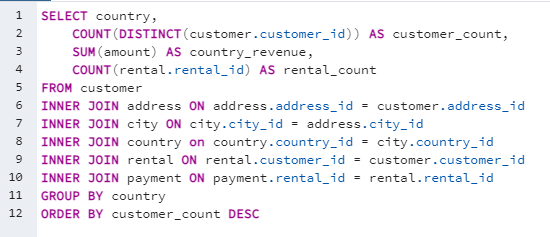 1 SELECT country,
2 COUNT(DISTINCT(customer.customer_id)) AS customer_count,
3 SUM(amount) AS country_revenue,
4 COUNT(rental.rental_id) AS rental_count
5 FROM customer
6 INNER JOIN address ON address.address_id = customer.address_id
7 INNER JOIN city ON city.city_id = address.city_id
8 INNER JOIN country on country.country_id = city.country_id
9 INNER JOIN rental ON rental.customer_id = customer.customer_id
10 INNER JOIN payment ON payment.rental_id = rental.rental_id
11 GROUP BY country
12 ORDER BY customer_count DESC